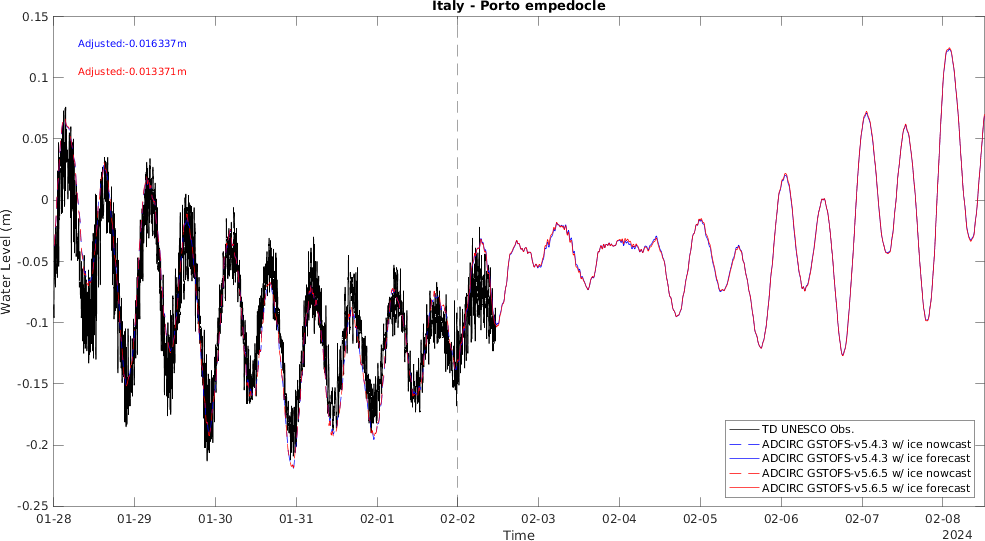 Italy - Porto empedocle
0.15
0.1
0.05
0
-0.05
-0.1
-0.15
-0.2
-0.25
Water Level (m)
Adjusted:-0.016337m
Adjusted:-0.013371m
TD UNESCO Obs.
ADCIRC GSTOFS-v5.4.3 w/ ice nowcast
ADCIRC GSTOFS-v5.4.3 w/ ice forecast
ADCIRC GSTOFS-v5.6.5 w/ ice nowcast
ADCIRC GSTOFS-v5.6.5 w/ ice forecast
01-28 01-29 01-30 01-31 02-01 02-02 02-03 02-04 02-05 02-06 02-07 02-08
Time
2024